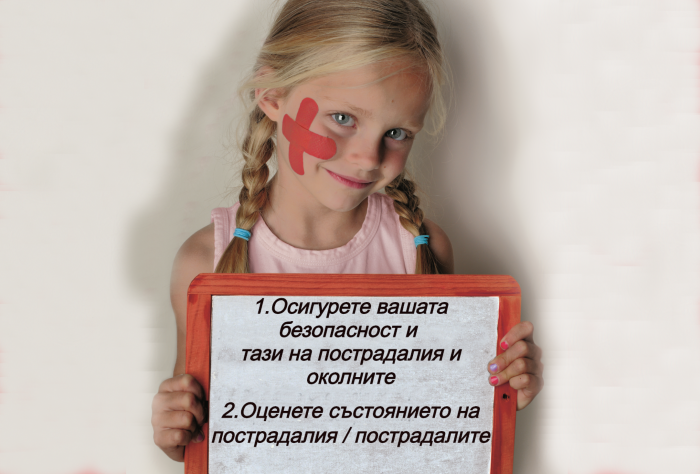 1.Осигурете вашата
безопасност и
тази на пострадалия и
околните
2.Оценете състоянието на
пострадалия / пострадалите